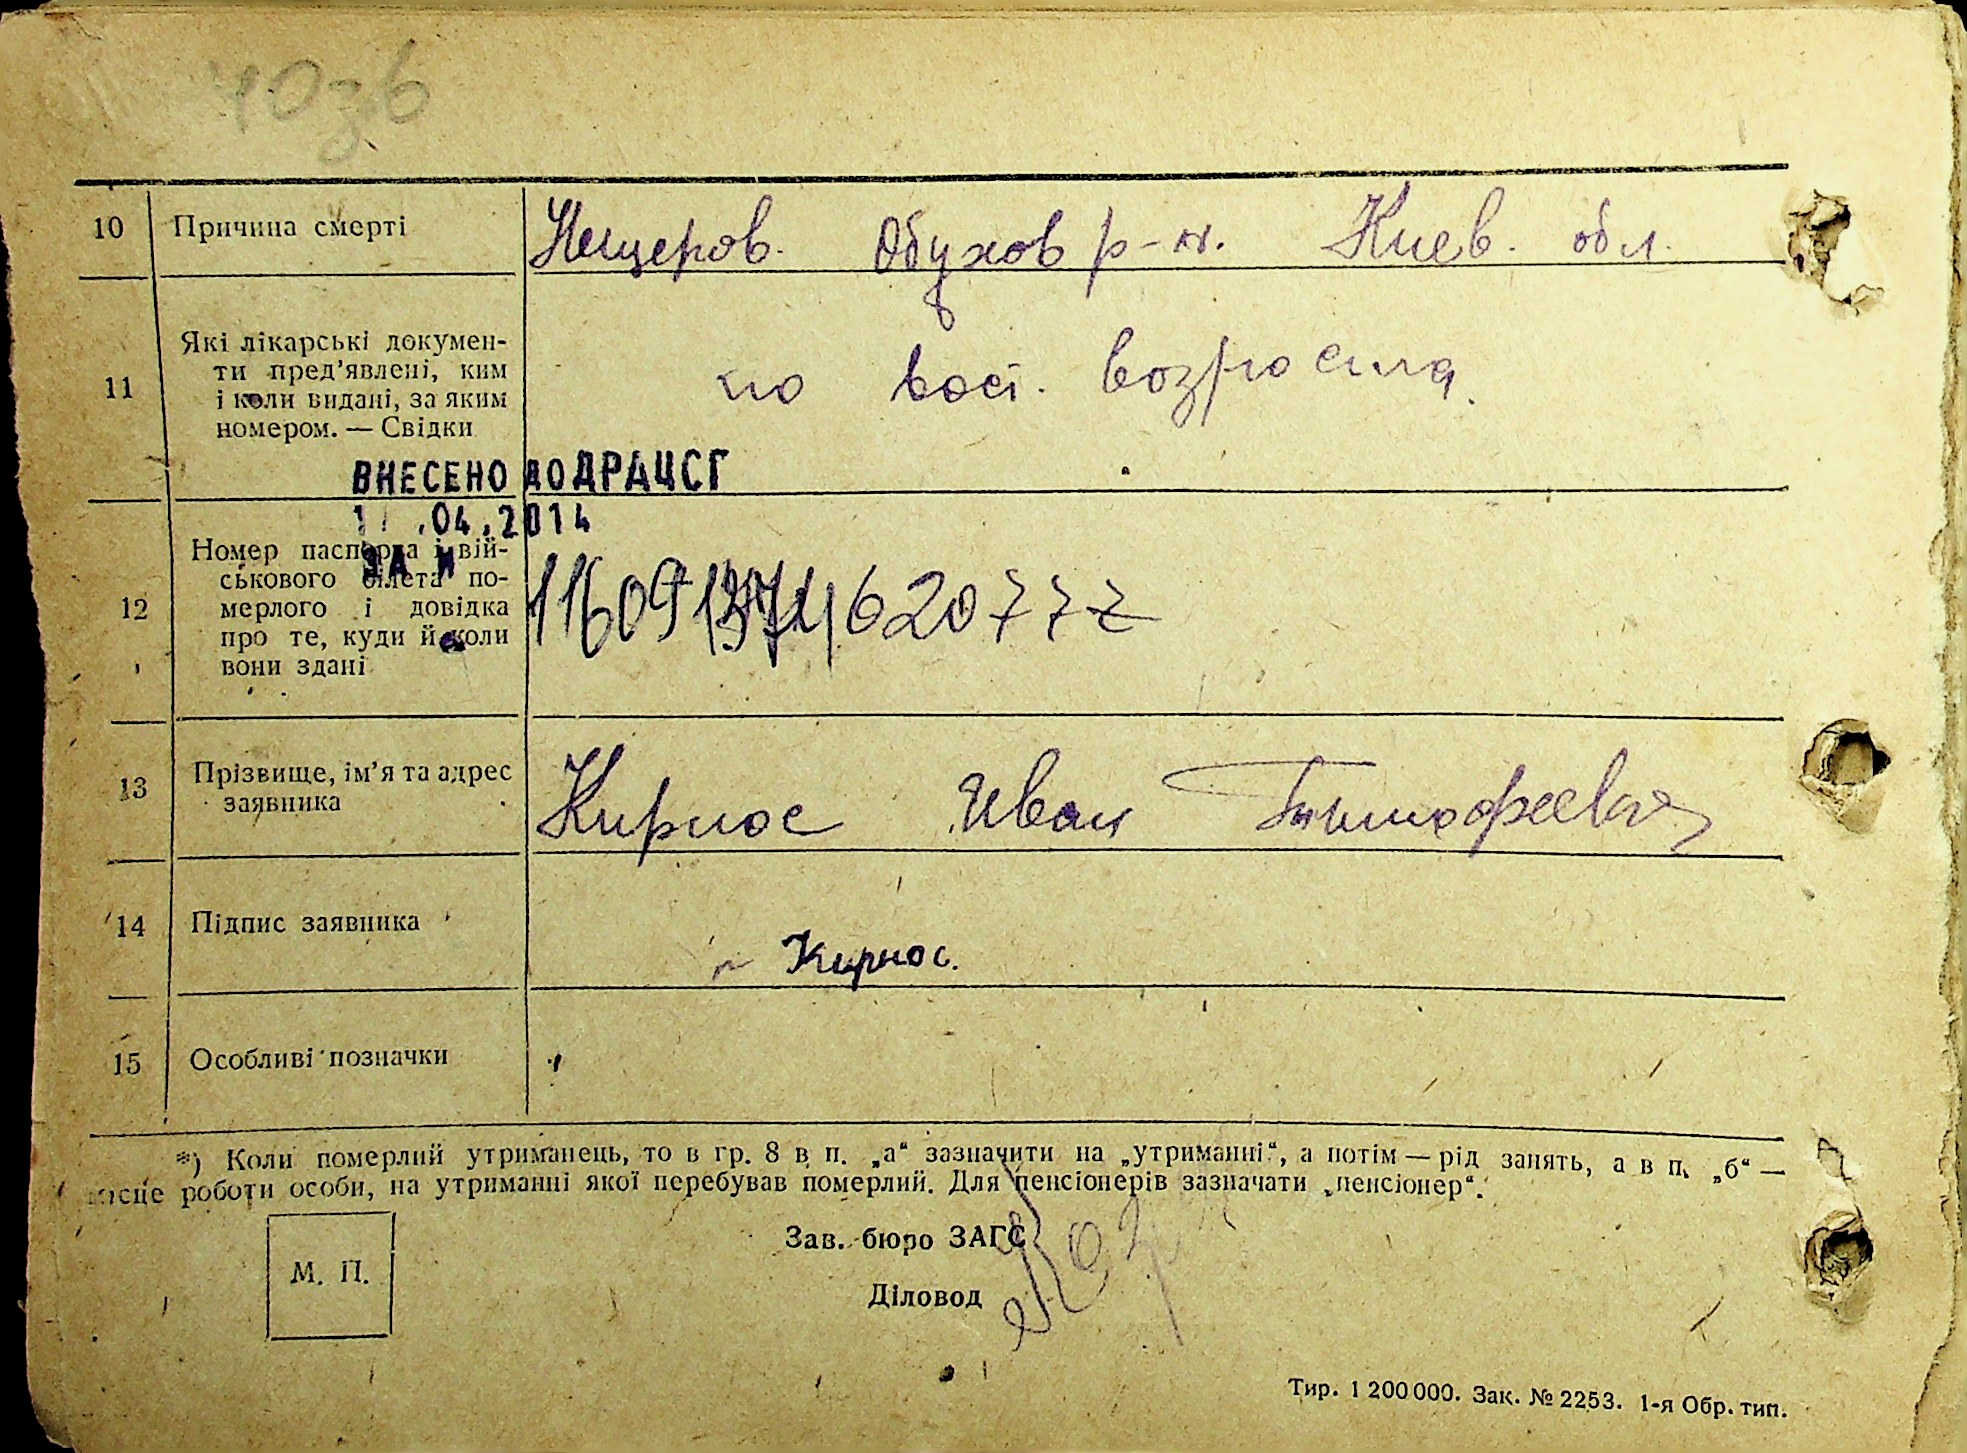 10 Причина смерті Нещеров. Обухов р-н. Киев. обл.
11 Які лікарські докумен-
ти пред'явлені, ким
і коли видані, за яким
номером. — Свідки
по восст. возраста.
ВНЕСЕНО ДО ДРАЦСГ
.04.2014
ЗА №
12 Номер паспорта і вій-
ськового білета по-
мерлого і довідка
про те, куди й коли
вони здані
13 Прізвище, ім'я та адрес
заявника
Кирнос Иван Тимофеевич
14 Підпис заявника
Кирнос.
15 Особливі позначки
*) Коли померлий утриманець, то в гр. 8 в п. „а“ зазначити на „утриманні“, а потім — рід занять, а в п. „б“ —
місце роботи особи, на утриманні якої перебував померлий. Для пенсіонерів зазначати „пенсіонер“.
Зав. бюро ЗАГС
М. П.
Діловод
Тир. 1 200 000. Зак. № 2253. 1-я Обр. тип.